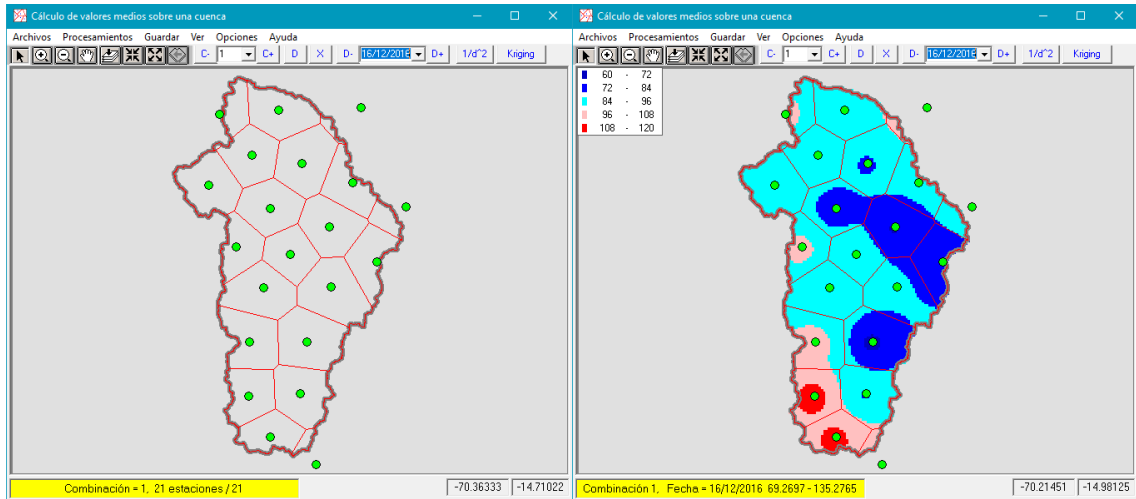 Cálculo de valores medios sobre una cuenca
Archivos Procesamientos Guardar Ver Opciones Ayuda
C- 1 C+ D X D- 16/12/2016 D+ 1/d^2 Kriging
Combinación = 1, 21 estaciones / 21
-70.36333 -14.71022
Cálculo de valores medios sobre una cuenca
Archivos Procesamientos Guardar Ver Opciones Ayuda
C- 1 C+ D X D- 16/12/2016 D+ 1/d^2 Kriging
60 - 72
72 - 84
84 - 96
96 - 108
108 - 120
Combinación 1, Fecha = 16/12/2016 69.2697 - 135.2765
-70.21451 -14.98125